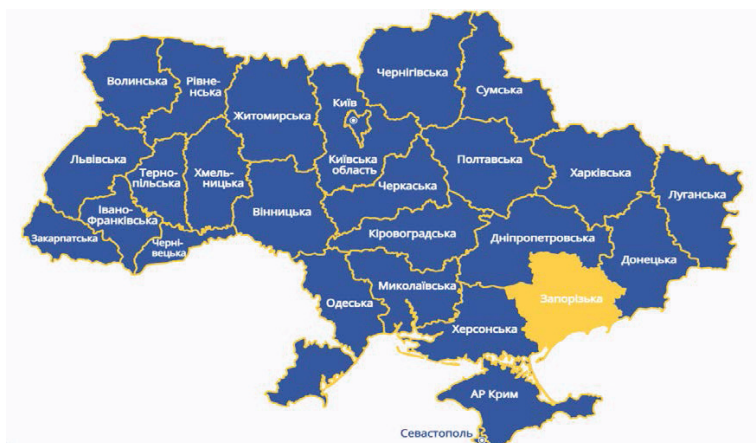 Волинська
Рівне-
нська
Житомирська
Київ
Чернігівська
Сумська
Львівська
Терно-
пільська
Хмель-
ницька
Київська
область
Черкаська
Полтавська
Харківська
Луганська
Івано-
Франківська
Закарпатська
Черні-
вецька
Вінницька
Кіровоградська
Дніпропетровська
Донецька
Одеська
Миколаївська
Херсонська
Запорізька
АР Крим
Севастополь